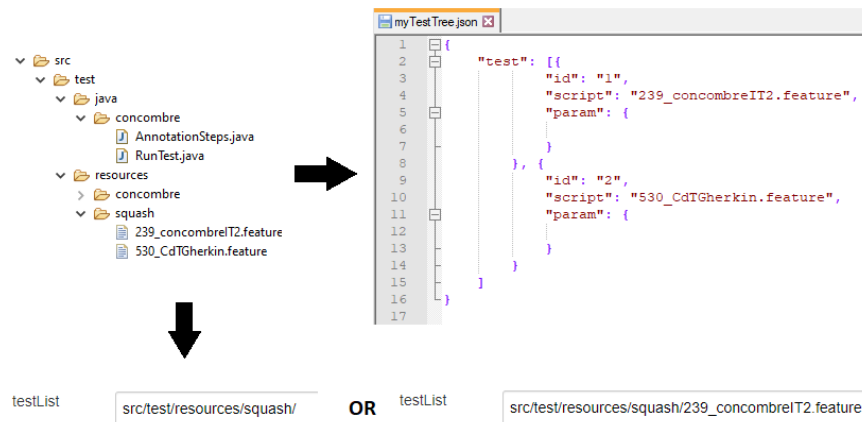 src
test
java
concombre
AnnotationSteps.java
RunTest.java
resources
concombre
squash
239_concombreIT2.feature
530_CdTGherkin.feature
myTestTree.json
1 {
2 "test": [{
3 "id": "1",
4 "script": "239_concombreIT2.feature",
5 "param": {
6
7 }
8 }, {
9 "id": "2",
10 "script": "530_CdTGherkin.feature",
11 "param": {
12
13 }
14 }
15 ]
16 }
17
testList src/test/resources/squash/ OR testList src/test/resources/squash/239_concombreIT2.feature